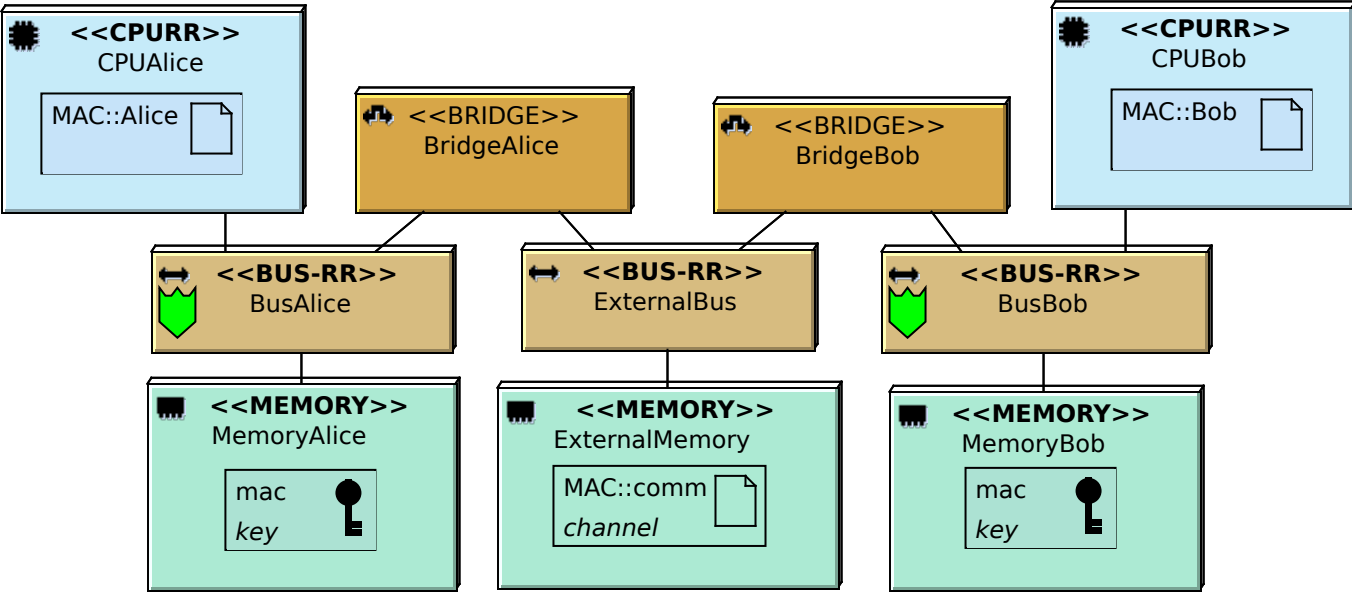 <<CPURR>>
CPUAlice
MAC::Alice
<<BRIDGE>>
BridgeAlice
<<BRIDGE>>
BridgeBob
<<CPURR>>
CPUBob
MAC::Bob
<<BUS-RR>>
BusAlice
<<BUS-RR>>
ExternalBus
<<BUS-RR>>
BusBob
<<MEMORY>>
MemoryAlice
mac
key
<<MEMORY>>
ExternalMemory
MAC::comm
channel
<<MEMORY>>
MemoryBob
mac
key